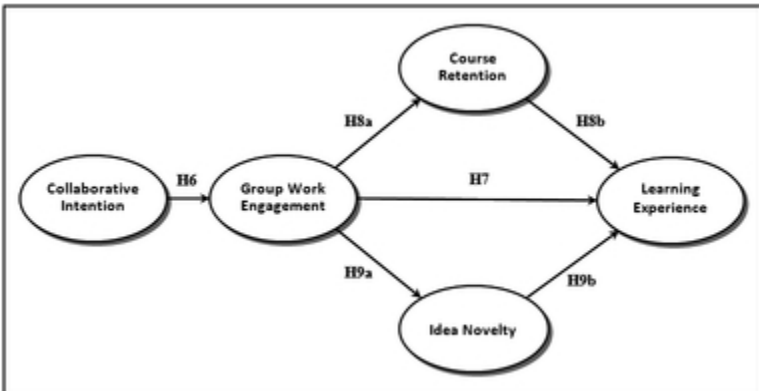 Course
Retention
H8a
H8b
Collaborative
Intention
H6
Group Work
Engagement
H7
Learning
Experience
H9a
H9b
Idea Novelty